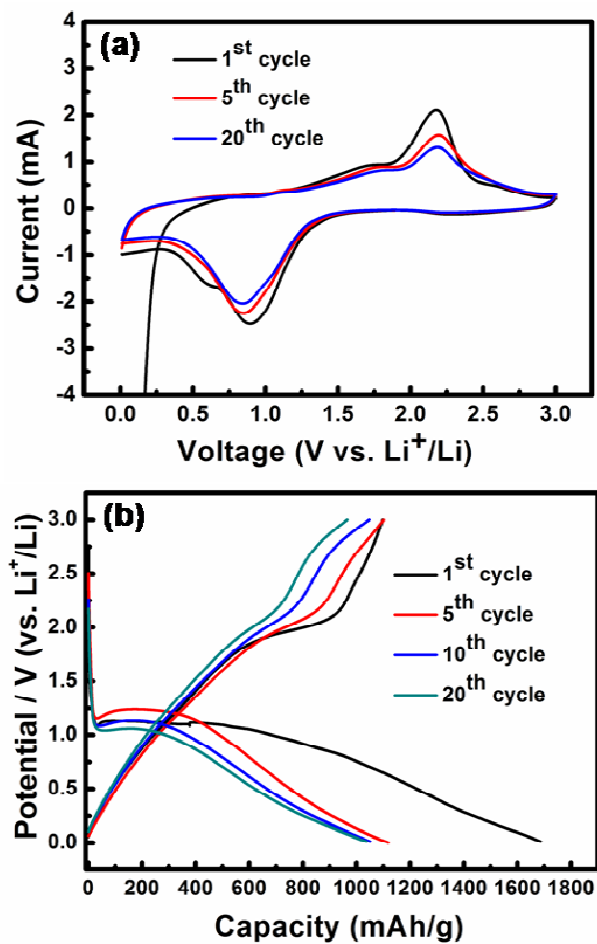 (a)
1st cycle
5th cycle
20th cycle
Current (mA)
4
3
2
1
0
-1
-2
-3
-4
0.0 0.5 1.0 1.5 2.0 2.5 3.0
Voltage (V vs. Li+/Li)
(b)
1st cycle
5th cycle
10th cycle
20th cycle
Potential / V (vs. Li+/Li)
3.0
2.5
2.0
1.5
1.0
0.5
0.0
0 200 400 600 800 1000 1200 1400 1600 1800
Capacity (mAh/g)